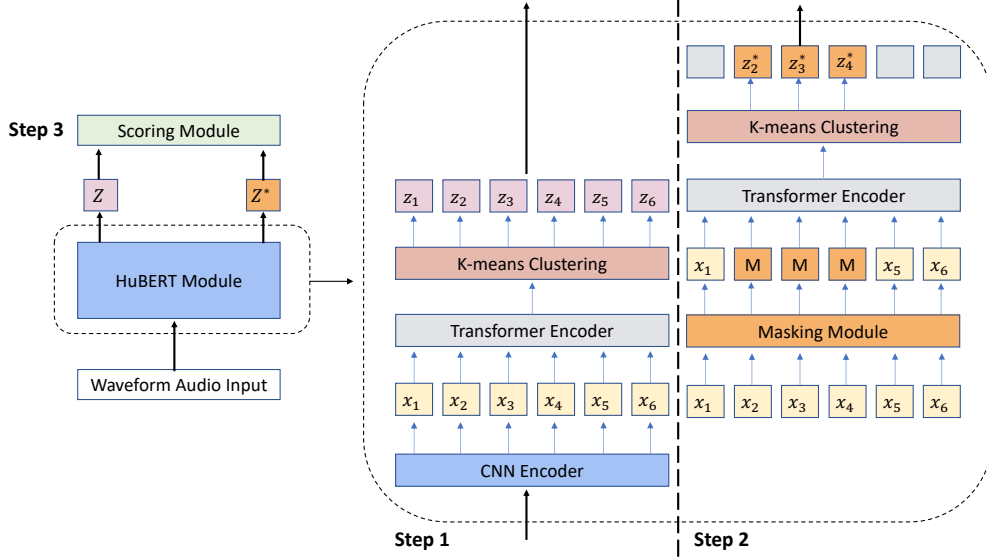 Step 3
Scoring Module
Z Z*
HuBERT Module
Waveform Audio Input
z₁ z₂ z₃ z₄ z₅ z₆
K-means Clustering
Transformer Encoder
x₁ x₂ x₃ x₄ x₅ x₆
CNN Encoder
Step 1
z₂* z₃* z₄*
K-means Clustering
Transformer Encoder
x₁ M M M x₅ x₆
Masking Module
x₁ x₂ x₃ x₄ x₅ x₆
Step 2